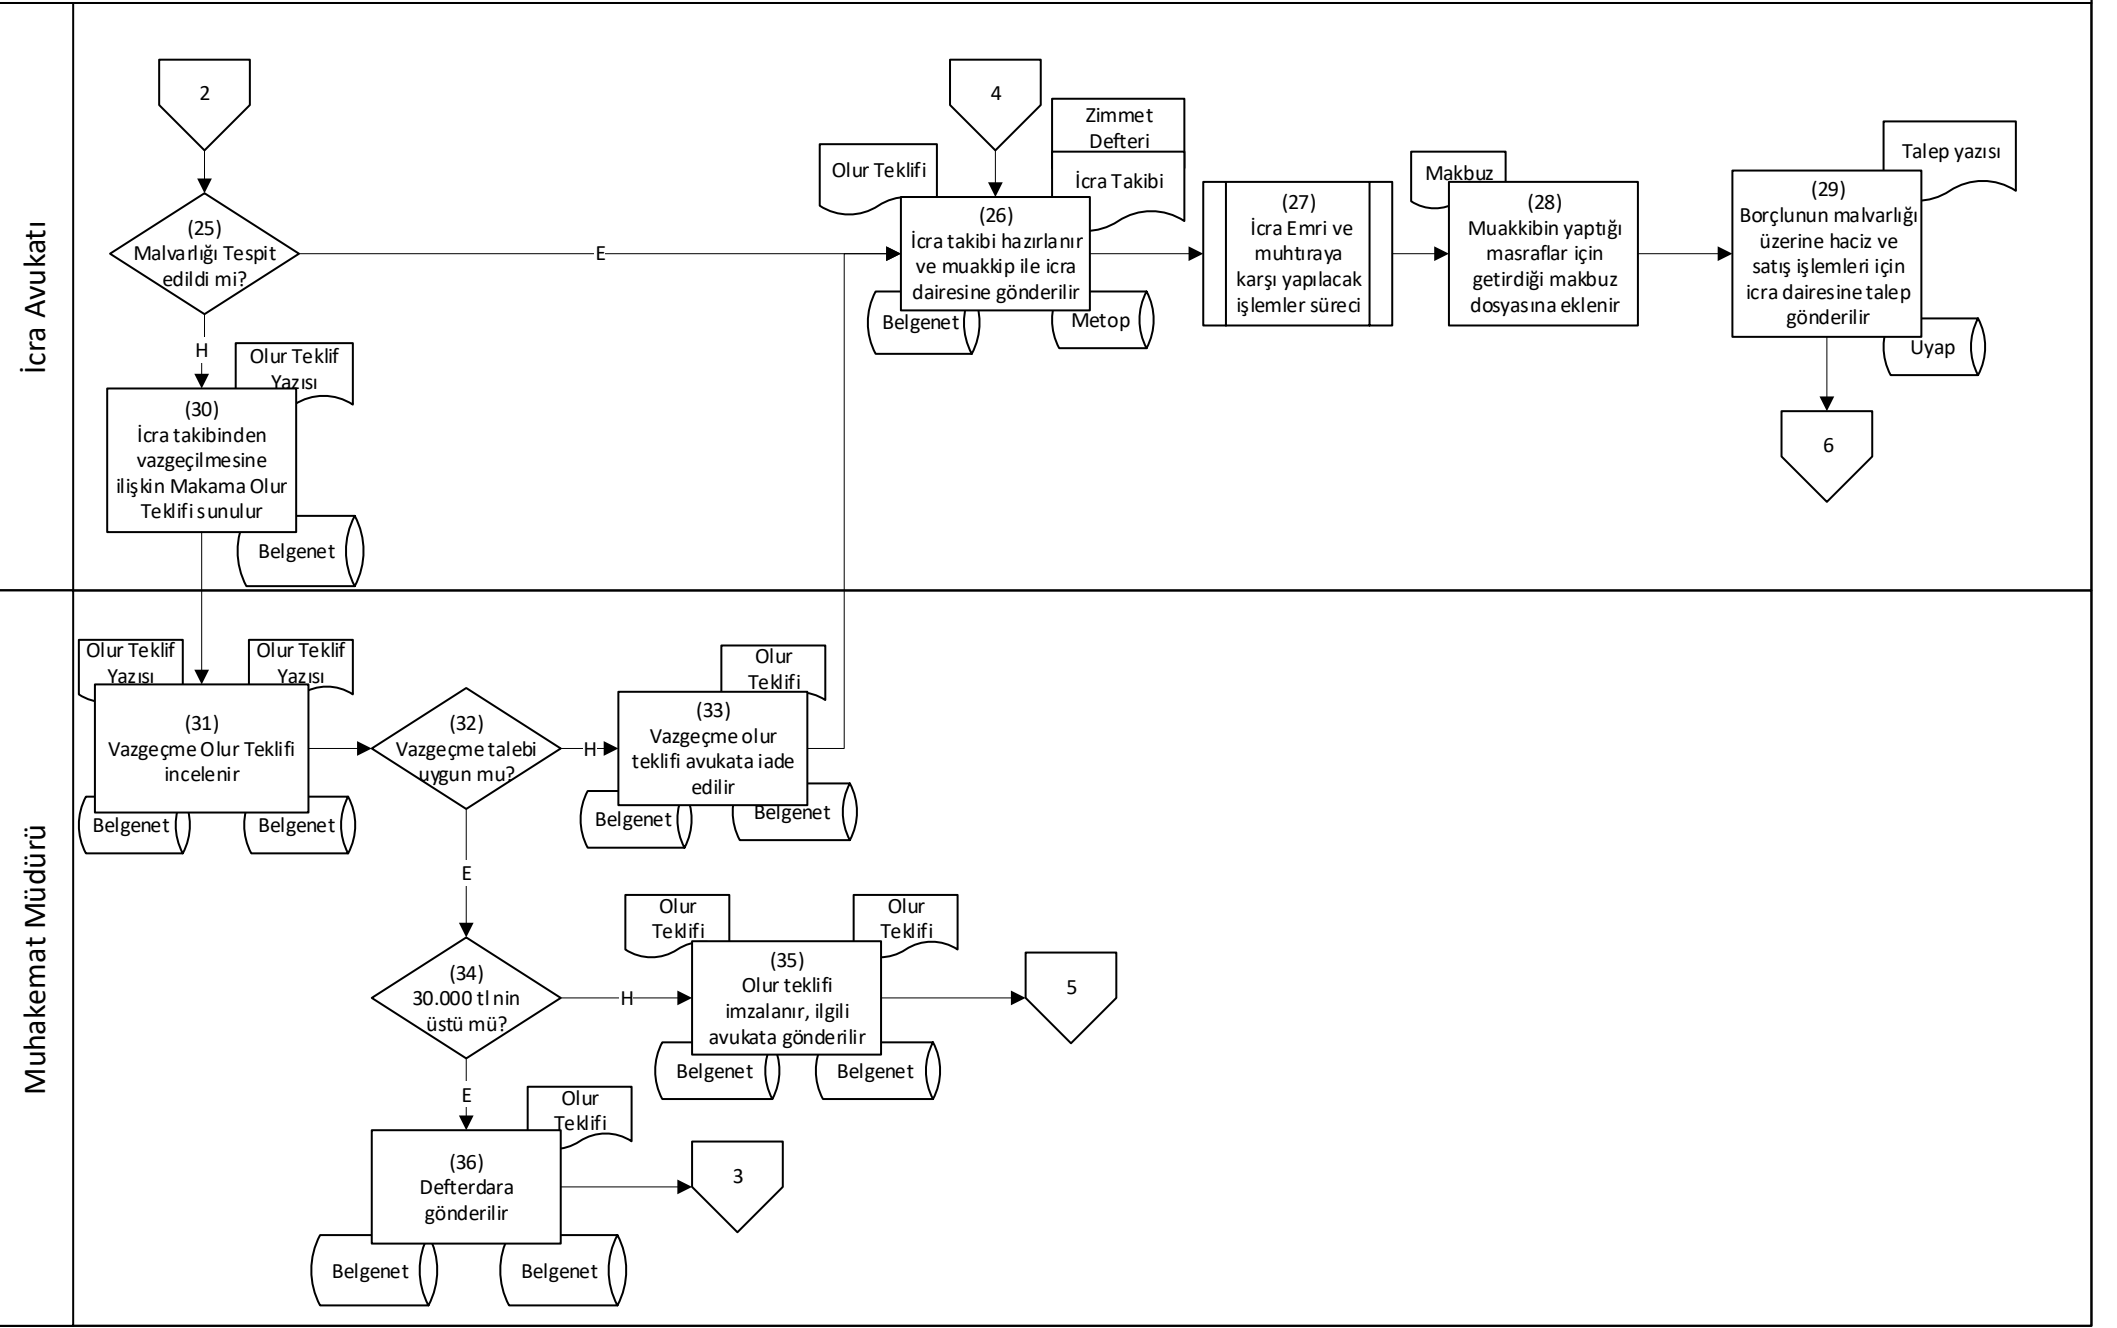 İcra Avukatı
2
(25)
Malvarlığı Tespit
edildi mi?
E
H
Olur Teklif
Yazısı
(30)
İcra takibinden
vazgeçilmesine
ilişkin Makama Olur
Teklifi sunulur
Belgenet
4
Olur Teklifi
Zimmet
Defteri
İcra Takibi
(26)
İcra takibi hazırlanır
ve muakkip ile icra
dairesine gönderilir
Belgenet
Metop
(27)
İcra Emri ve
muhtıraya
karşı yapılacak
işlemler süreci
Makbuz
(28)
Muakkibin yaptığı
masraflar için
getirdiği makbuz
dosyasına eklenir
Talep yazısı
(29)
Borçlunun malvarlığı
üzerine haciz ve
satış işlemleri için
icra dairesine talep
gönderilir
Uyap
6
Muhakemat Müdürü
Olur Teklif
Yazısı
Olur Teklif
Yazısı
(31)
Vazgeçme Olur Teklifi
incelenir
Belgenet
Belgenet
(32)
Vazgeçme talebi
uygun mu?
H
E
Olur
Teklifi
(33)
Vazgeçme olur
teklifi avukata iade
edilir
Belgenet
Belgenet
(34)
30.000 tl nin
üstü mü?
H
E
Olur
Teklifi
Olur
Teklifi
(35)
Olur teklifi
imzalanır, ilgili
avukata gönderilir
Belgenet
Belgenet
5
Olur
Teklifi
(36)
Defterdara
gönderilir
Belgenet
Belgenet
3